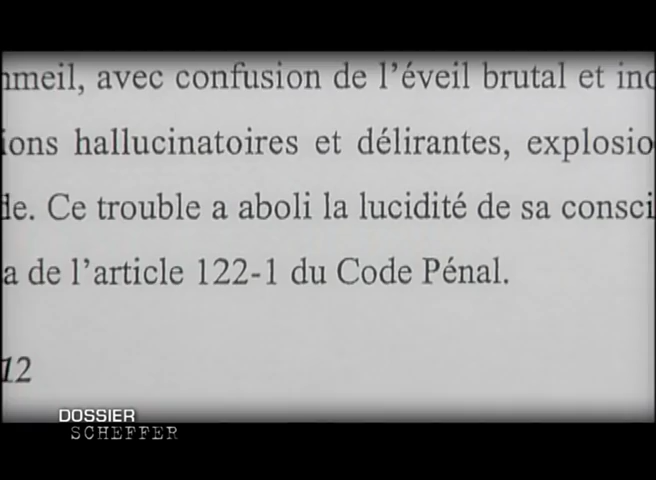 mmeil, avec confusion de l'éveil brutal et inc
ions hallucinatoires et délirantes, explosio
de. Ce trouble a aboli la lucidité de sa consci
a de l'article 122-1 du Code Pénal.
12
DOSSIER
SCHEFFER